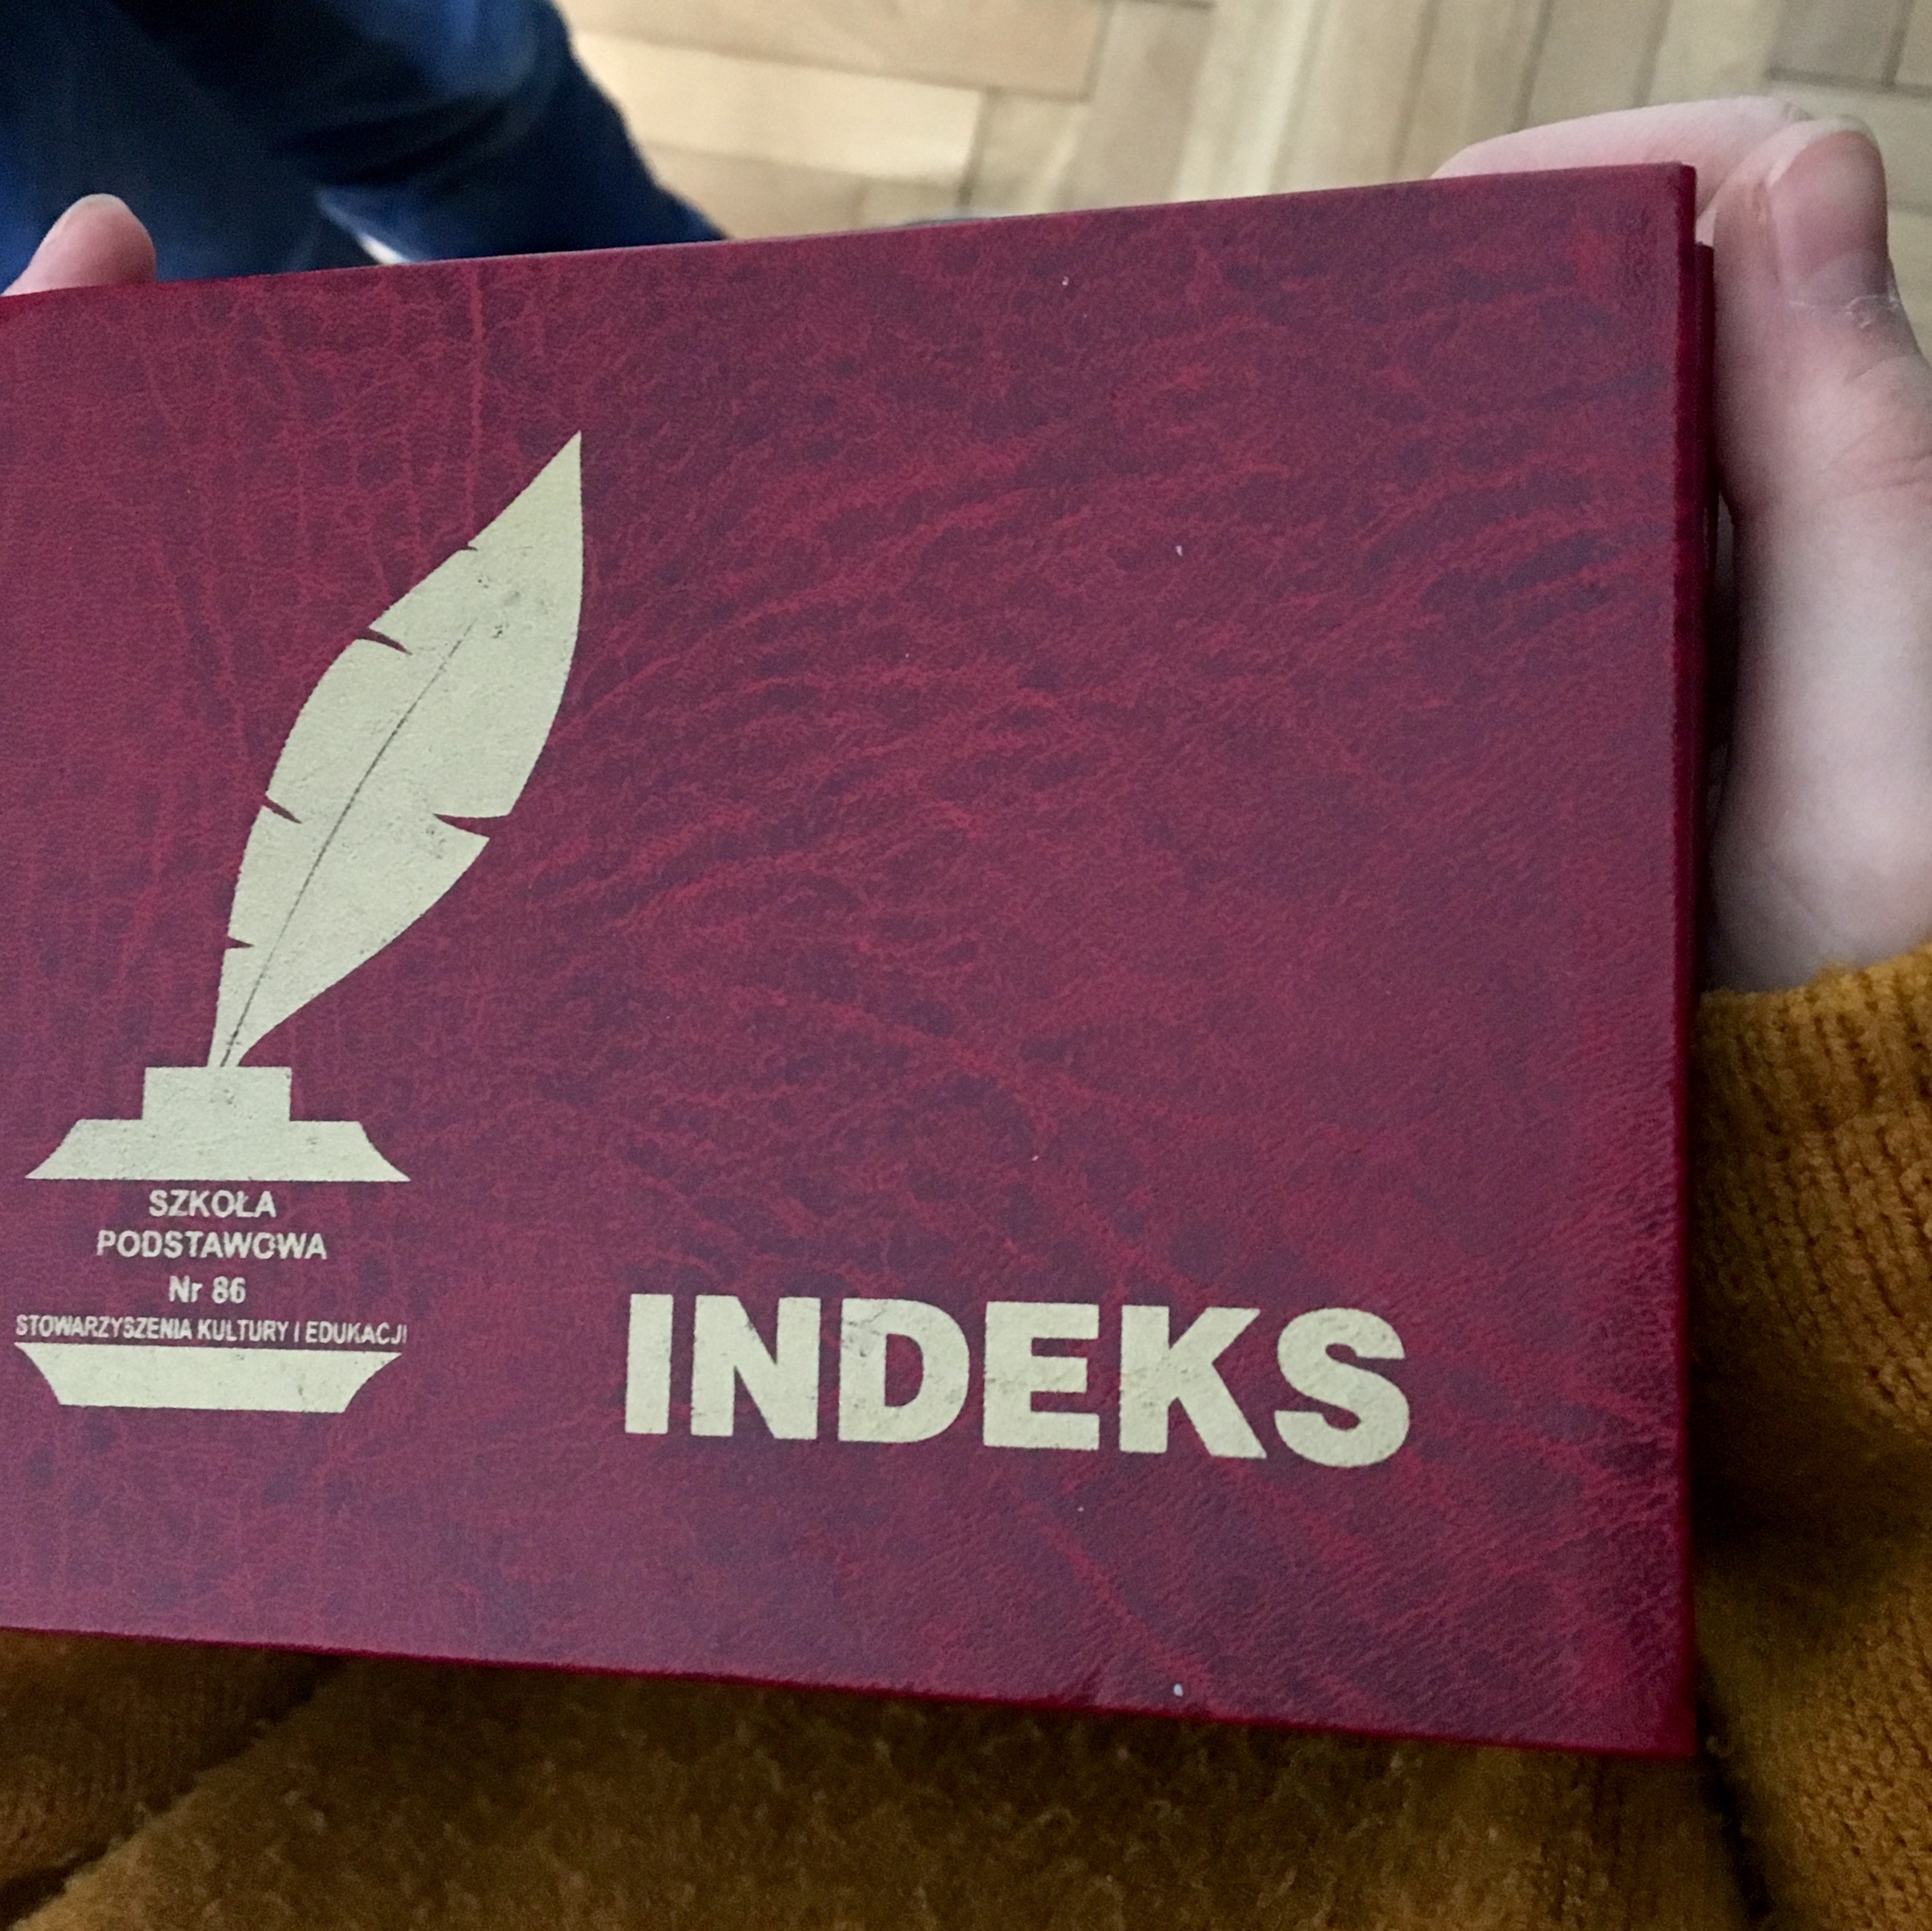 SZKOŁA
PODSTAWOWA
Nr 86
STOWARZYSZENIA KULTURY I EDUKACJI
INDEKS